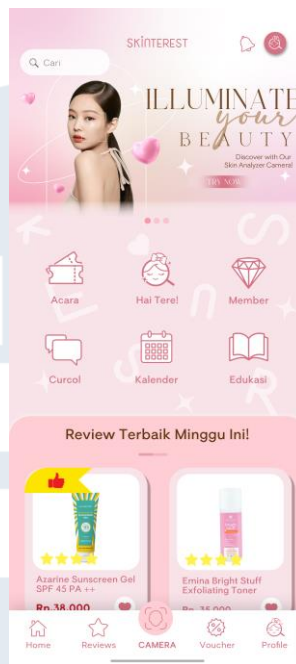 SKINTEREST
Cari
ILLUMINATE
your
BEAUTY
Discover with Our
Skin Analyzer Camera!
TRY NOW
Acara
Hai Tere!
Member
Curcol
Kalender
Edukasi
Review Terbaik Minggu Ini!
Azarine Sunscreen Gel
SPF 45 PA ++
Rp 38.000
Emina Bright Stuff
Exfoliating Toner
Rp 35.000
Home
Reviews
CAMERA
Voucher
Profile